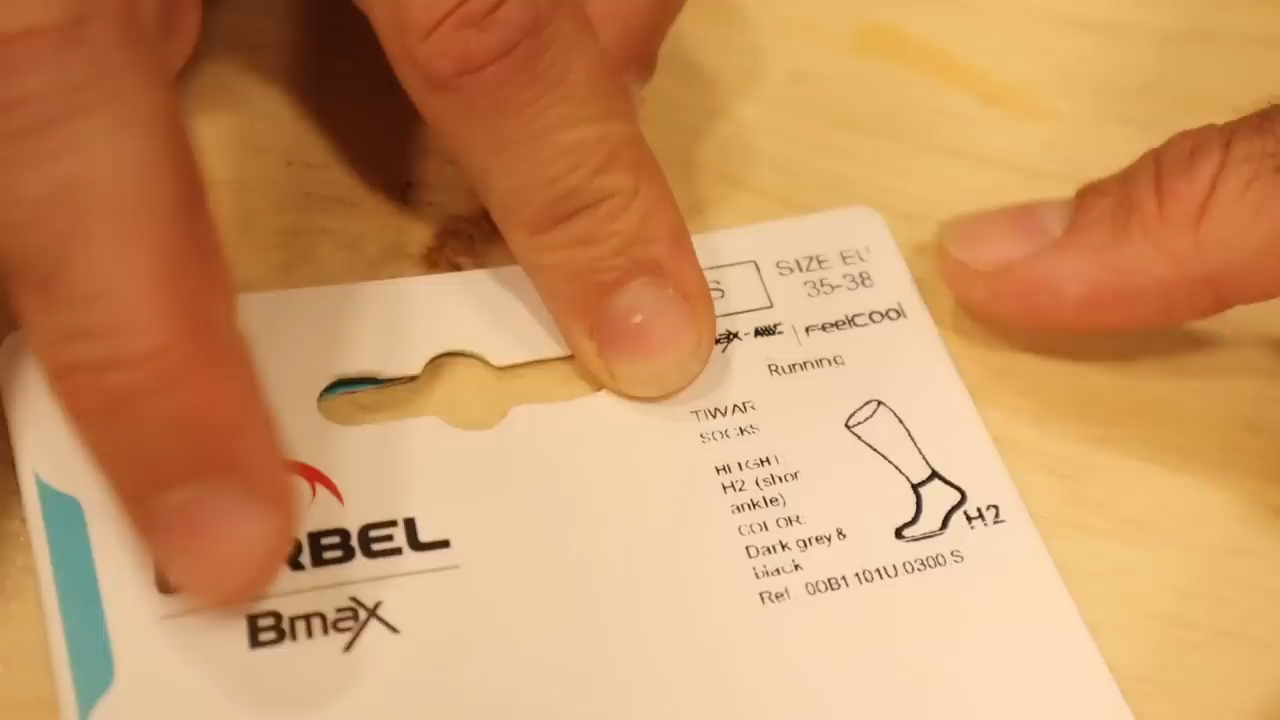 S
SIZE EU
35-38
FeelCool
Running
TIWAR
SOCKS
HEIGHT:
H2 (shor
ankle)
COLOR:
Dark grey &
black
Ref. 00B1101U.0300.S
H2
RBEL
Bmax